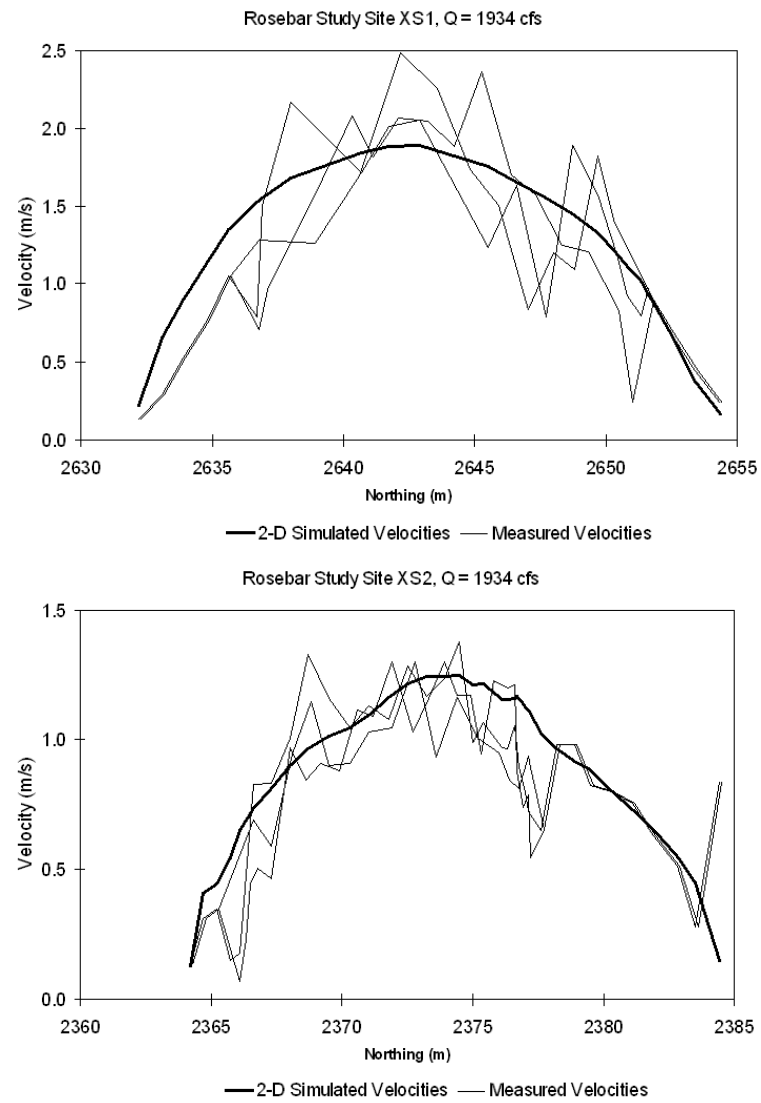 Rosebar Study Site XS1, Q = 1934 cfs
2.5
2.0
1.5
1.0
0.5
0.0
Velocity (m/s)
2630 2635 2640 2645 2650 2655
Northing (m)
2-D Simulated Velocities Measured Velocities
Rosebar Study Site XS2, Q = 1934 cfs
1.5
1.0
0.5
0.0
Velocity (m/s)
2360 2365 2370 2375 2380 2385
Northing (m)
2-D Simulated Velocities Measured Velocities